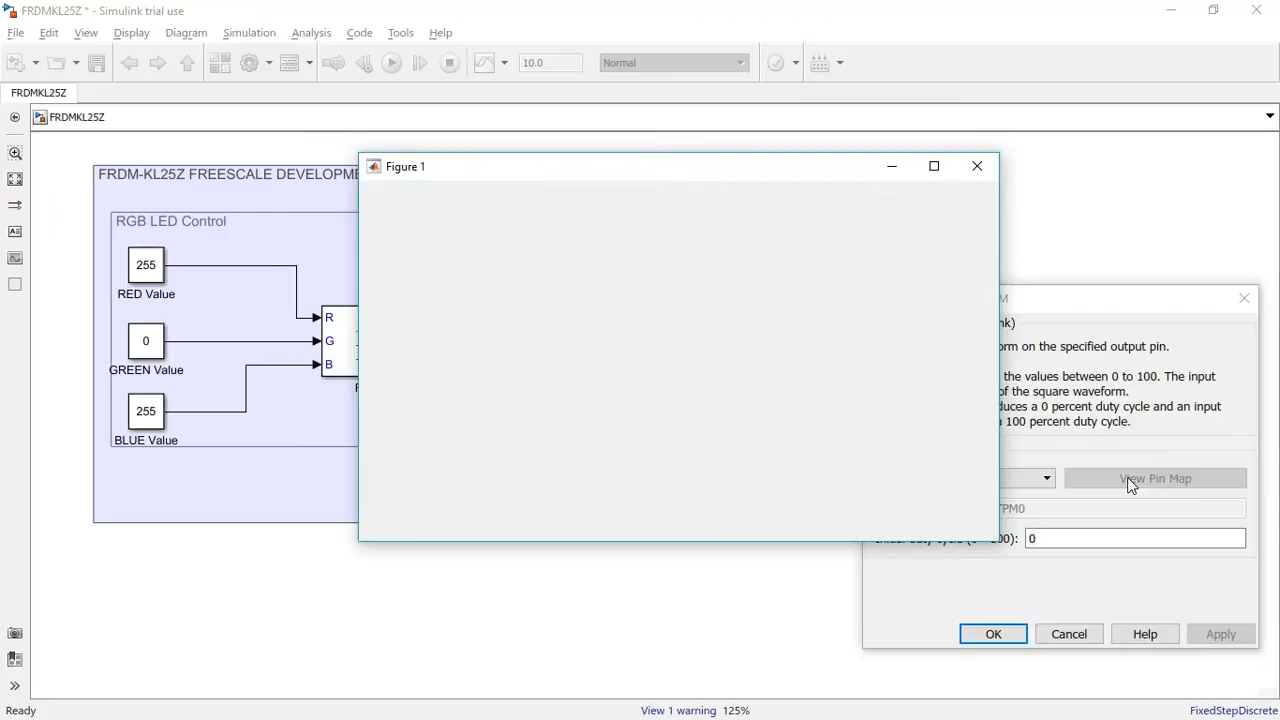 FRDMKL25Z * - Simulink trial use
File Edit View Display Diagram Simulation Analysis Code Tools Help
10.0 Normal
FRDMKL25Z
FRDMKL25Z
FRDM-KL25Z FREESCALE DEVELOPME
RGB LED Control
255
RED Value
0
GREEN Value
255
BLUE Value
R
G
B
Figure 1
M
nk)
orm on the specified output pin.
the values between 0 to 100. The input
of the square waveform.
duces a 0 percent duty cycle and an input
100 percent duty cycle.
View Pin Map
TPM0
0
OK Cancel Help Apply
Ready View 1 warning 125% FixedStepDiscrete